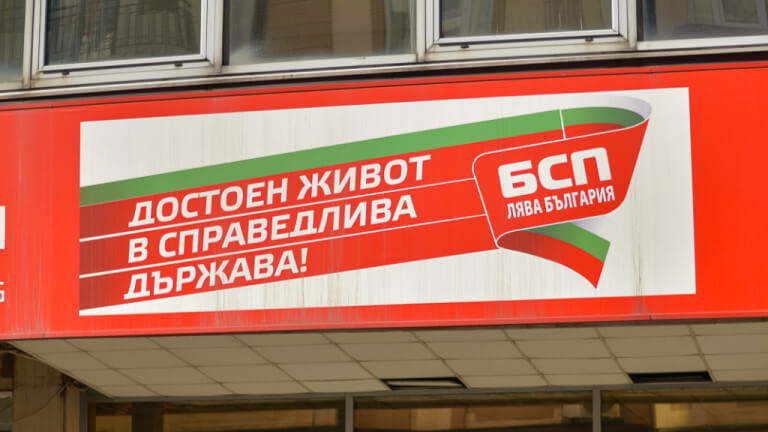 ДОСТОЕН ЖИВОТ
В СПРАВЕДЛИВА
ДЪРЖАВА!
БСП
ЛЯВА БЪЛГАРИЯ